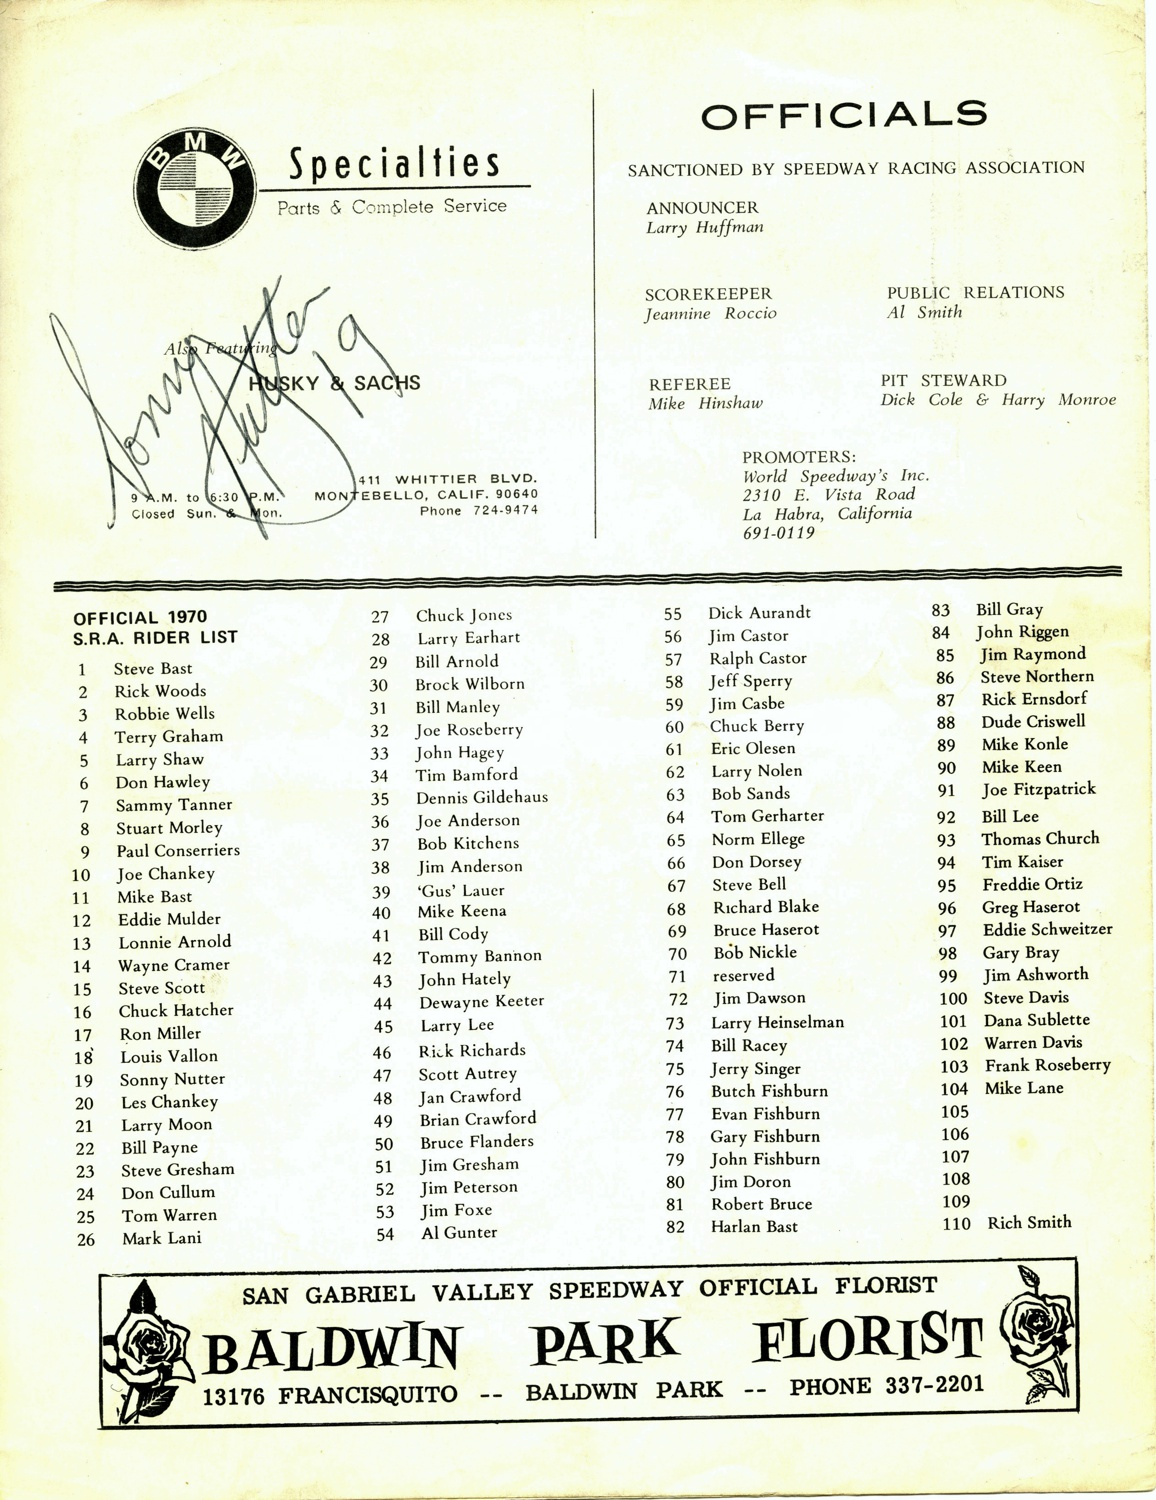 BMW
Specialties
Parts & Complete Service
Sonny
Nutter
19
Also Featuring
HUSKY & SACHS
411 WHITTIER BLVD.
9 A.M. to 6:30 P.M. MONTEBELLO, CALIF. 90640
Closed Sun. & Mon. Phone 724-9474
OFFICIALS
SANCTIONED BY SPEEDWAY RACING ASSOCIATION
ANNOUNCER
Larry Huffman
SCOREKEEPER
Jeannine Roccio
PUBLIC RELATIONS
Al Smith
REFEREE
Mike Hinshaw
PIT STEWARD
Dick Cole & Harry Monroe
PROMOTERS:
World Speedway's Inc.
2310 E. Vista Road
La Habra, California
691-0119
OFFICIAL 1970
S.R.A. RIDER LIST
1 Steve Bast
2 Rick Woods
3 Robbie Wells
4 Terry Graham
5 Larry Shaw
6 Don Hawley
7 Sammy Tanner
8 Stuart Morley
9 Paul Conserriers
10 Joe Chankey
11 Mike Bast
12 Eddie Mulder
13 Lonnie Arnold
14 Wayne Cramer
15 Steve Scott
16 Chuck Hatcher
17 Ron Miller
18 Louis Vallon
19 Sonny Nutter
20 Les Chankey
21 Larry Moon
22 Bill Payne
23 Steve Gresham
24 Don Cullum
25 Tom Warren
26 Mark Lani
27 Chuck Jones
28 Larry Earhart
29 Bill Arnold
30 Brock Wilborn
31 Bill Manley
32 Joe Roseberry
33 John Hagey
34 Tim Bamford
35 Dennis Gildehaus
36 Joe Anderson
37 Bob Kitchens
38 Jim Anderson
39 'Gus' Lauer
40 Mike Keena
41 Bill Cody
42 Tommy Bannon
43 John Hately
44 Dewayne Keeter
45 Larry Lee
46 Rick Richards
47 Scott Autrey
48 Jan Crawford
49 Brian Crawford
50 Bruce Flanders
51 Jim Gresham
52 Jim Peterson
53 Jim Foxe
54 Al Gunter
55 Dick Aurandt
56 Jim Castor
57 Ralph Castor
58 Jeff Sperry
59 Jim Casbe
60 Chuck Berry
61 Eric Olesen
62 Larry Nolen
63 Bob Sands
64 Tom Gerharter
65 Norm Ellege
66 Don Dorsey
67 Steve Bell
68 Richard Blake
69 Bruce Haserot
70 Bob Nickle
71 reserved
72 Jim Dawson
73 Larry Heinselman
74 Bill Racey
75 Jerry Singer
76 Butch Fishburn
77 Evan Fishburn
78 Gary Fishburn
79 John Fishburn
80 Jim Doron
81 Robert Bruce
82 Harlan Bast
83 Bill Gray
84 John Riggen
85 Jim Raymond
86 Steve Northern
87 Rick Ernsdorf
88 Dude Criswell
89 Mike Konle
90 Mike Keen
91 Joe Fitzpatrick
92 Bill Lee
93 Thomas Church
94 Tim Kaiser
95 Freddie Ortiz
96 Greg Haserot
97 Eddie Schweitzer
98 Gary Bray
99 Jim Ashworth
100 Steve Davis
101 Dana Sublette
102 Warren Davis
103 Frank Roseberry
104 Mike Lane
105
106
107
108
109
110 Rich Smith
SAN GABRIEL VALLEY SPEEDWAY OFFICIAL FLORIST
BALDWIN PARK FLORIST
13176 FRANCISQUITO -- BALDWIN PARK -- PHONE 337-2201